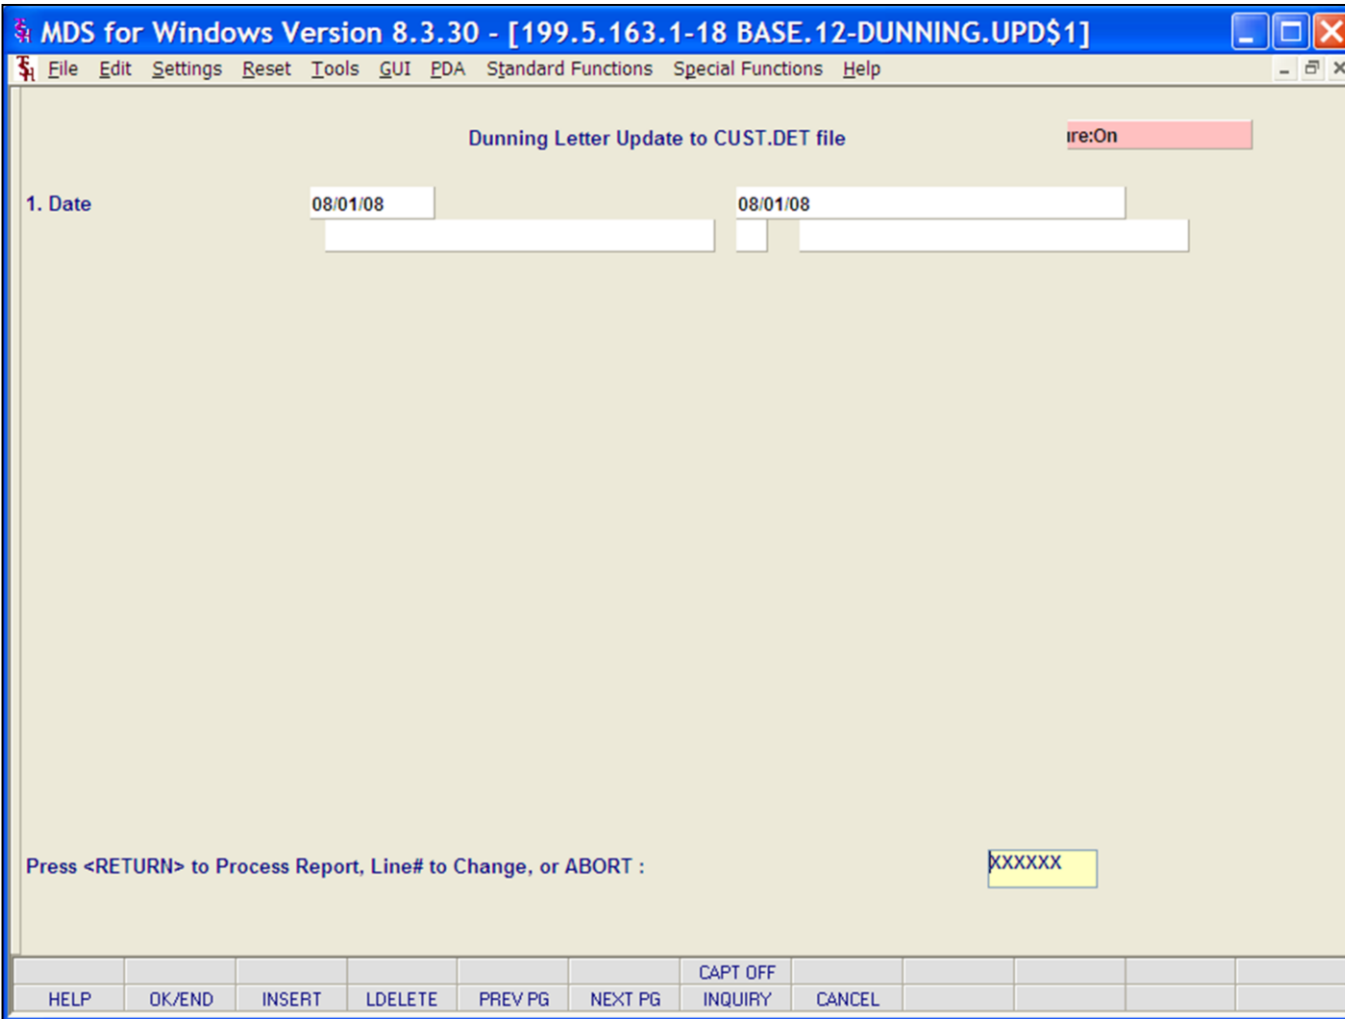 MDS for Windows Version 8.3.30 - [199.5.163.1-18 BASE.12-DUNNING.UPD$1]
File Edit Settings Reset Tools GUI PDA Standard Functions Special Functions Help
Dunning Letter Update to CUST.DET file
ure:On
1. Date 08/01/08 08/01/08
Press <RETURN> to Process Report, Line# to Change, or ABORT : XXXXXX
CAPT OFF
HELP OK/END INSERT LDELETE PREV PG NEXT PG INQUIRY CANCEL